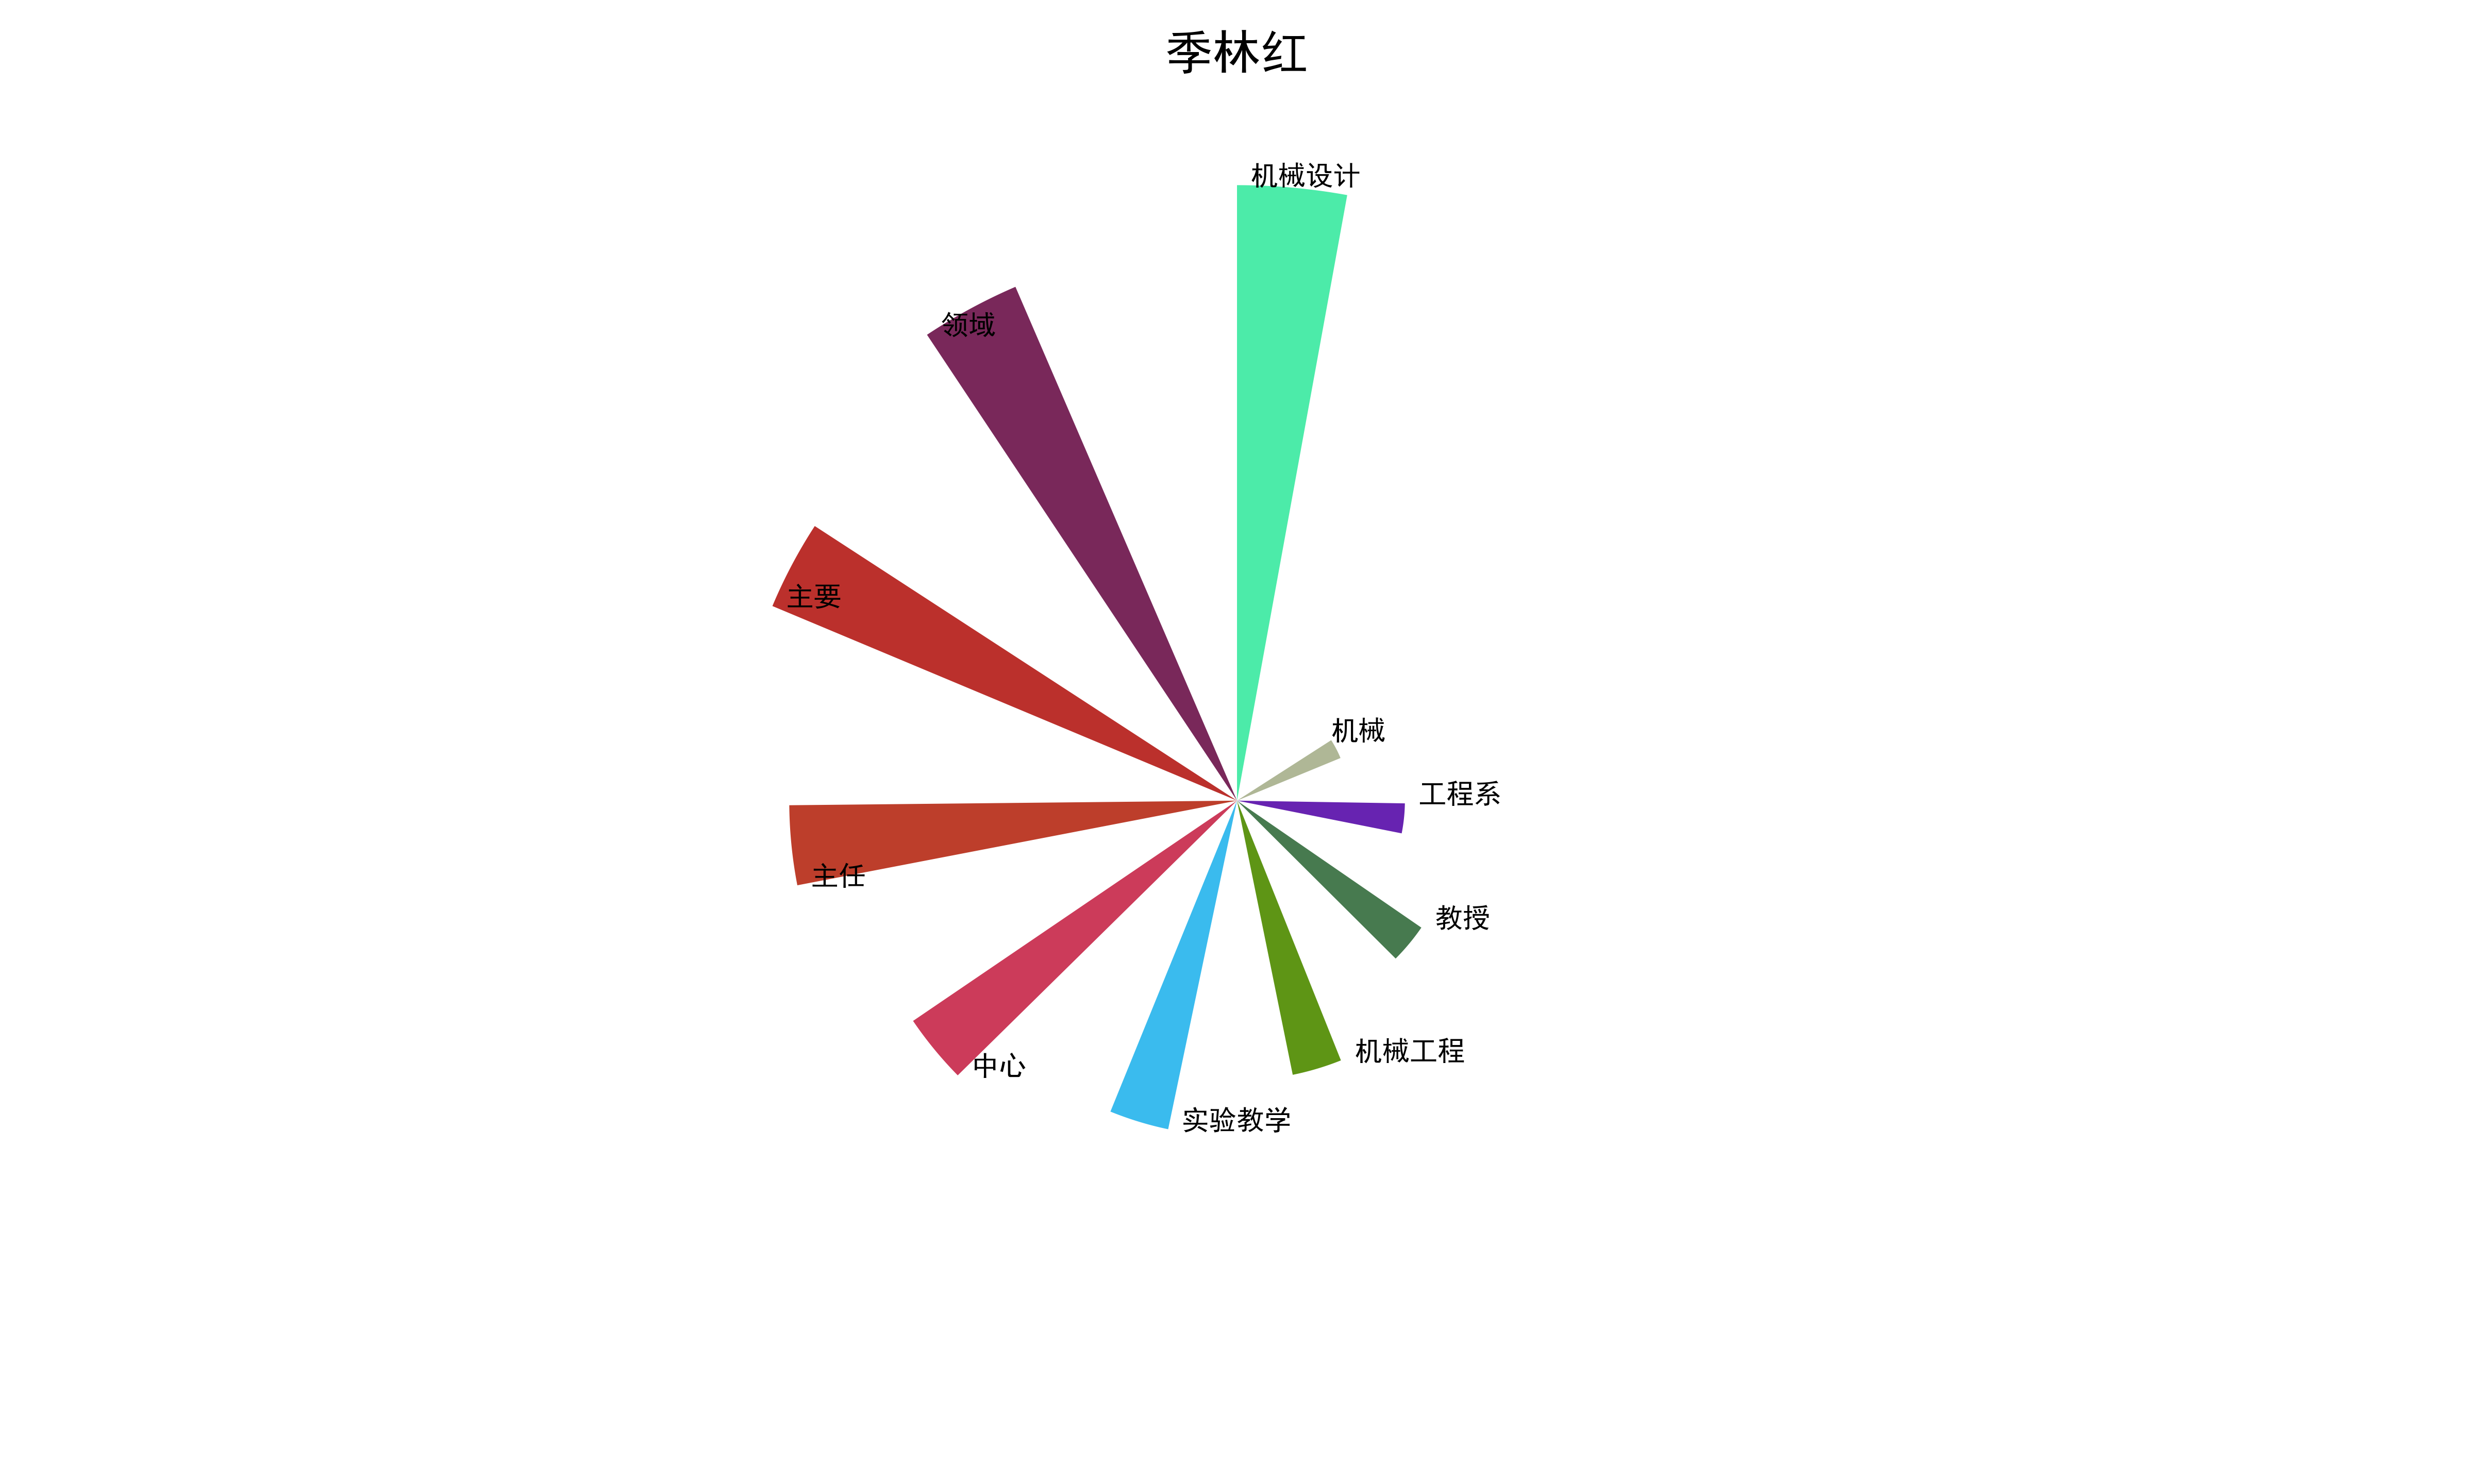 季林红
机械设计
领域
主要
机械
工程系
主任
教授
机械工程
中心
实验教学